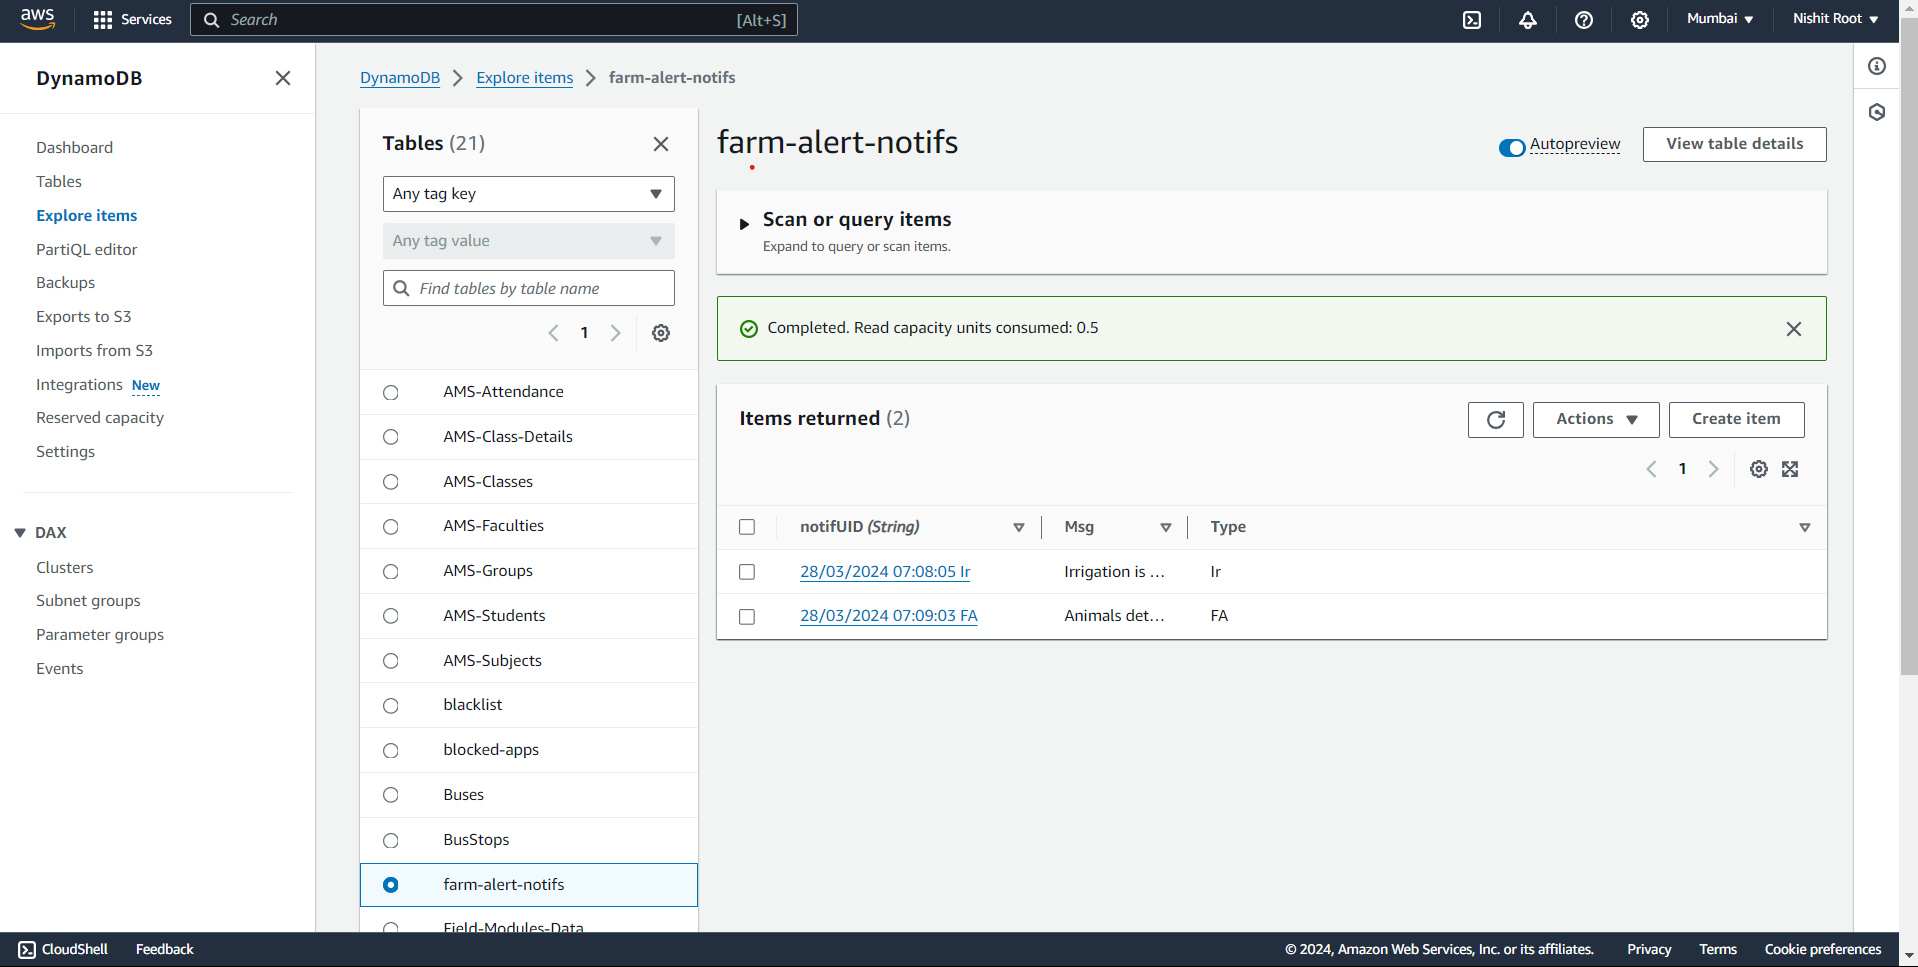 aws Services Search [Alt+S] Mumbai Nishit Root
DynamoDB
Dashboard
Tables
Explore items
PartiQL editor
Backups
Exports to S3
Imports from S3
Integrations New
Reserved capacity
Settings
DAX
Clusters
Subnet groups
Parameter groups
Events
DynamoDB Explore items farm-alert-notifs
Tables (21)
Any tag key
Any tag value
Find tables by table name
1
AMS-Attendance
AMS-Class-Details
AMS-Classes
AMS-Faculties
AMS-Groups
AMS-Students
AMS-Subjects
blacklist
blocked-apps
Buses
BusStops
farm-alert-notifs
Field-Modules-Data
farm-alert-notifs
Autopreview View table details
Scan or query items
Expand to query or scan items.
Completed. Read capacity units consumed: 0.5
Items returned (2)
Actions Create item
1
notifUID (String) Msg Type
28/03/2024 07:08:05 Ir Irrigation is ... Ir
28/03/2024 07:09:03 FA Animals det... FA
CloudShell Feedback © 2024, Amazon Web Services, Inc. or its affiliates. Privacy Terms Cookie preferences